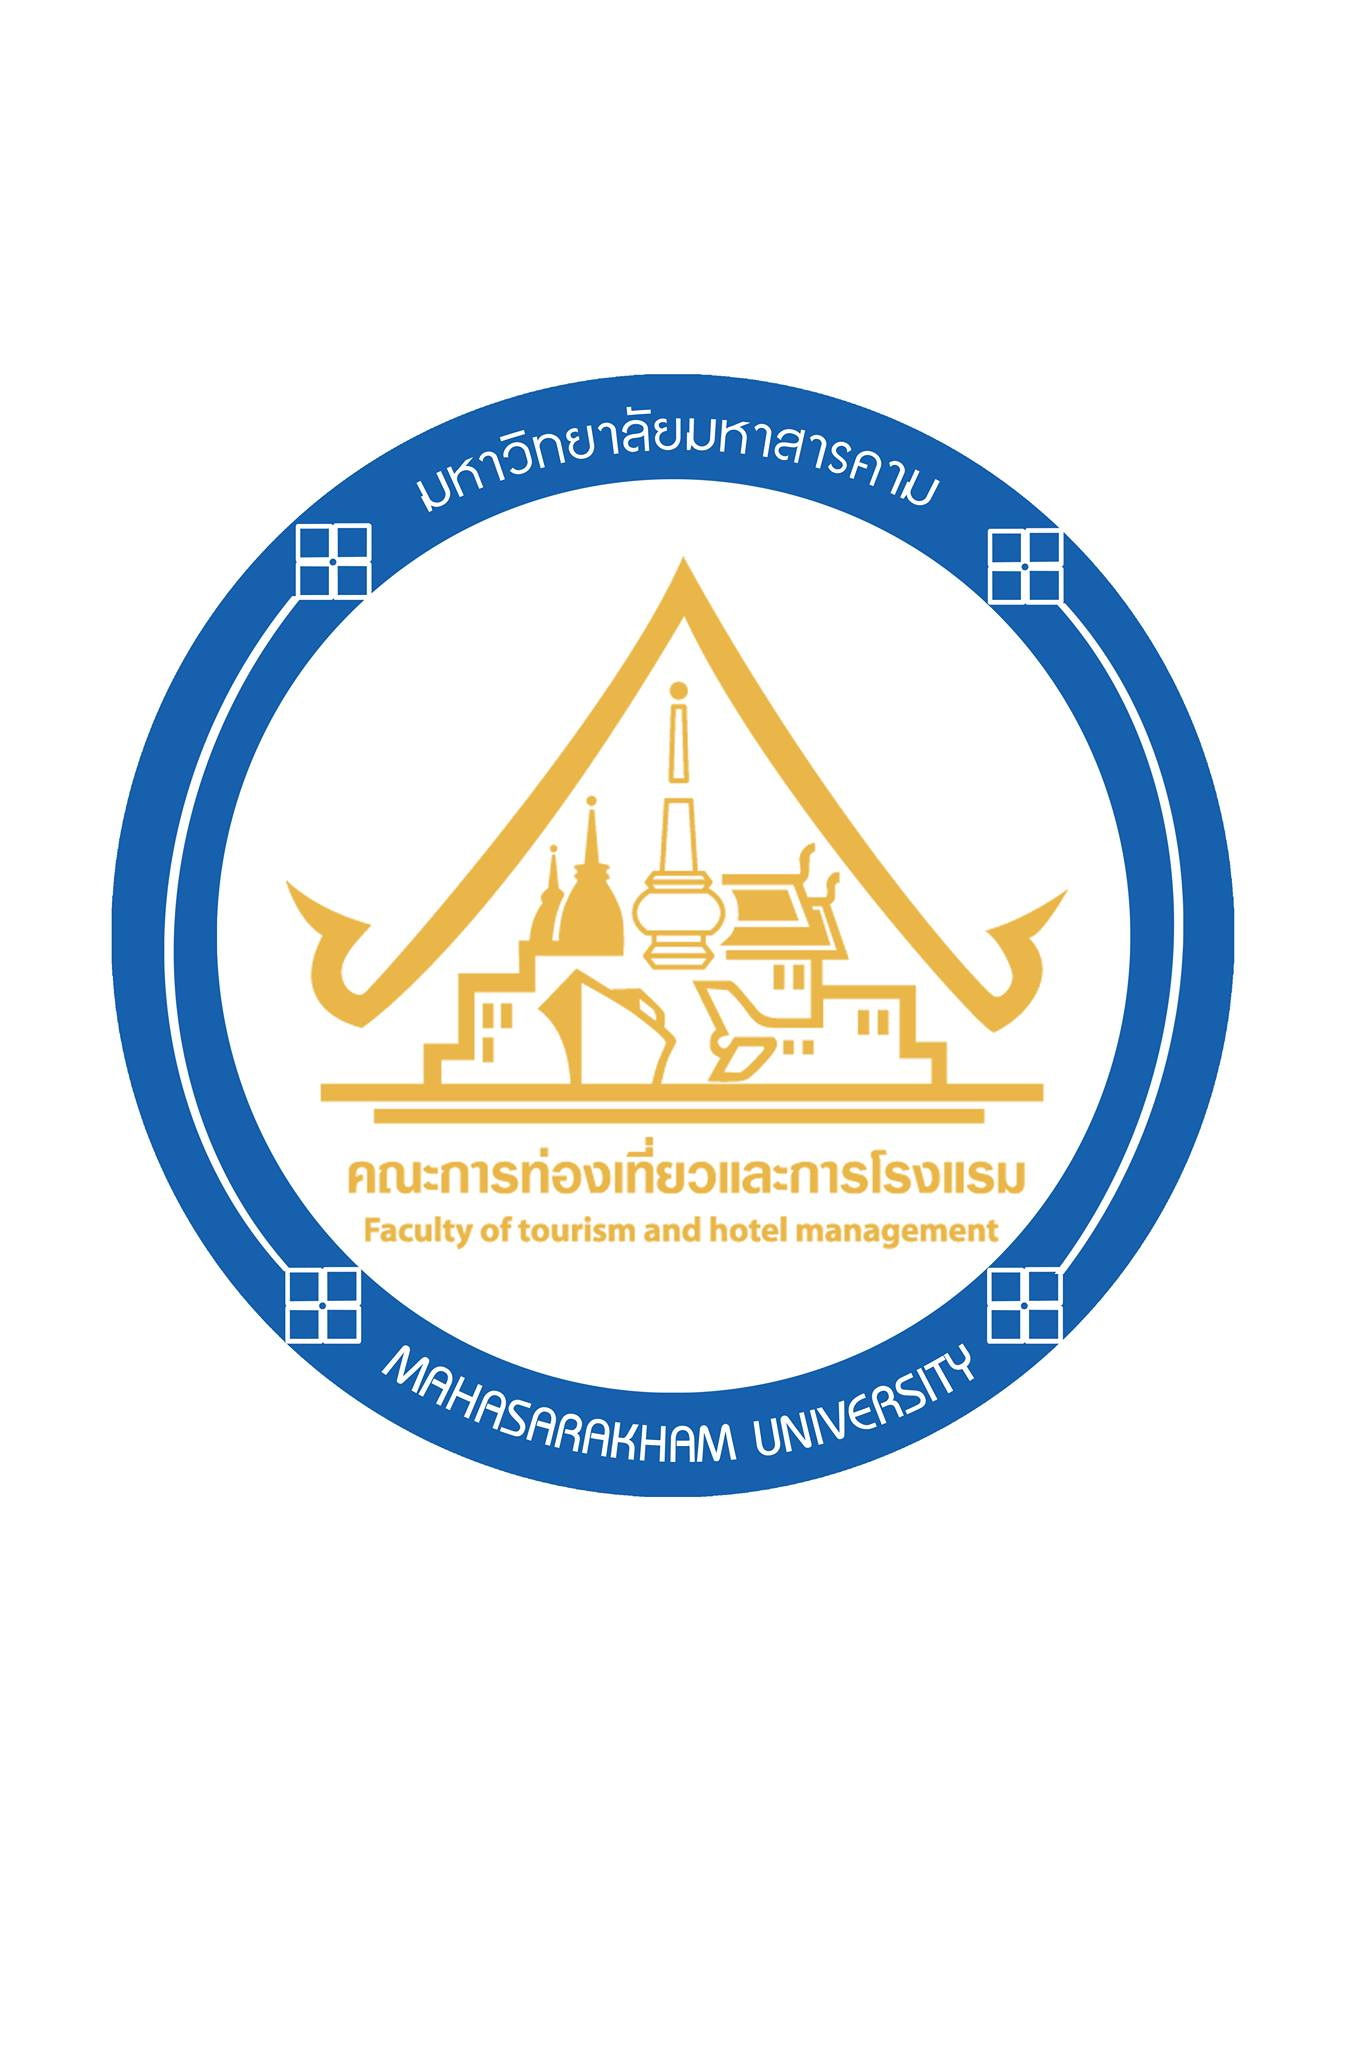 มหาวิทยาลัยมหาสารคาม
คณะการท่องเที่ยวและการโรงแรม
Faculty of tourism and hotel management
MAHASARAKHAM UNIVERSITY